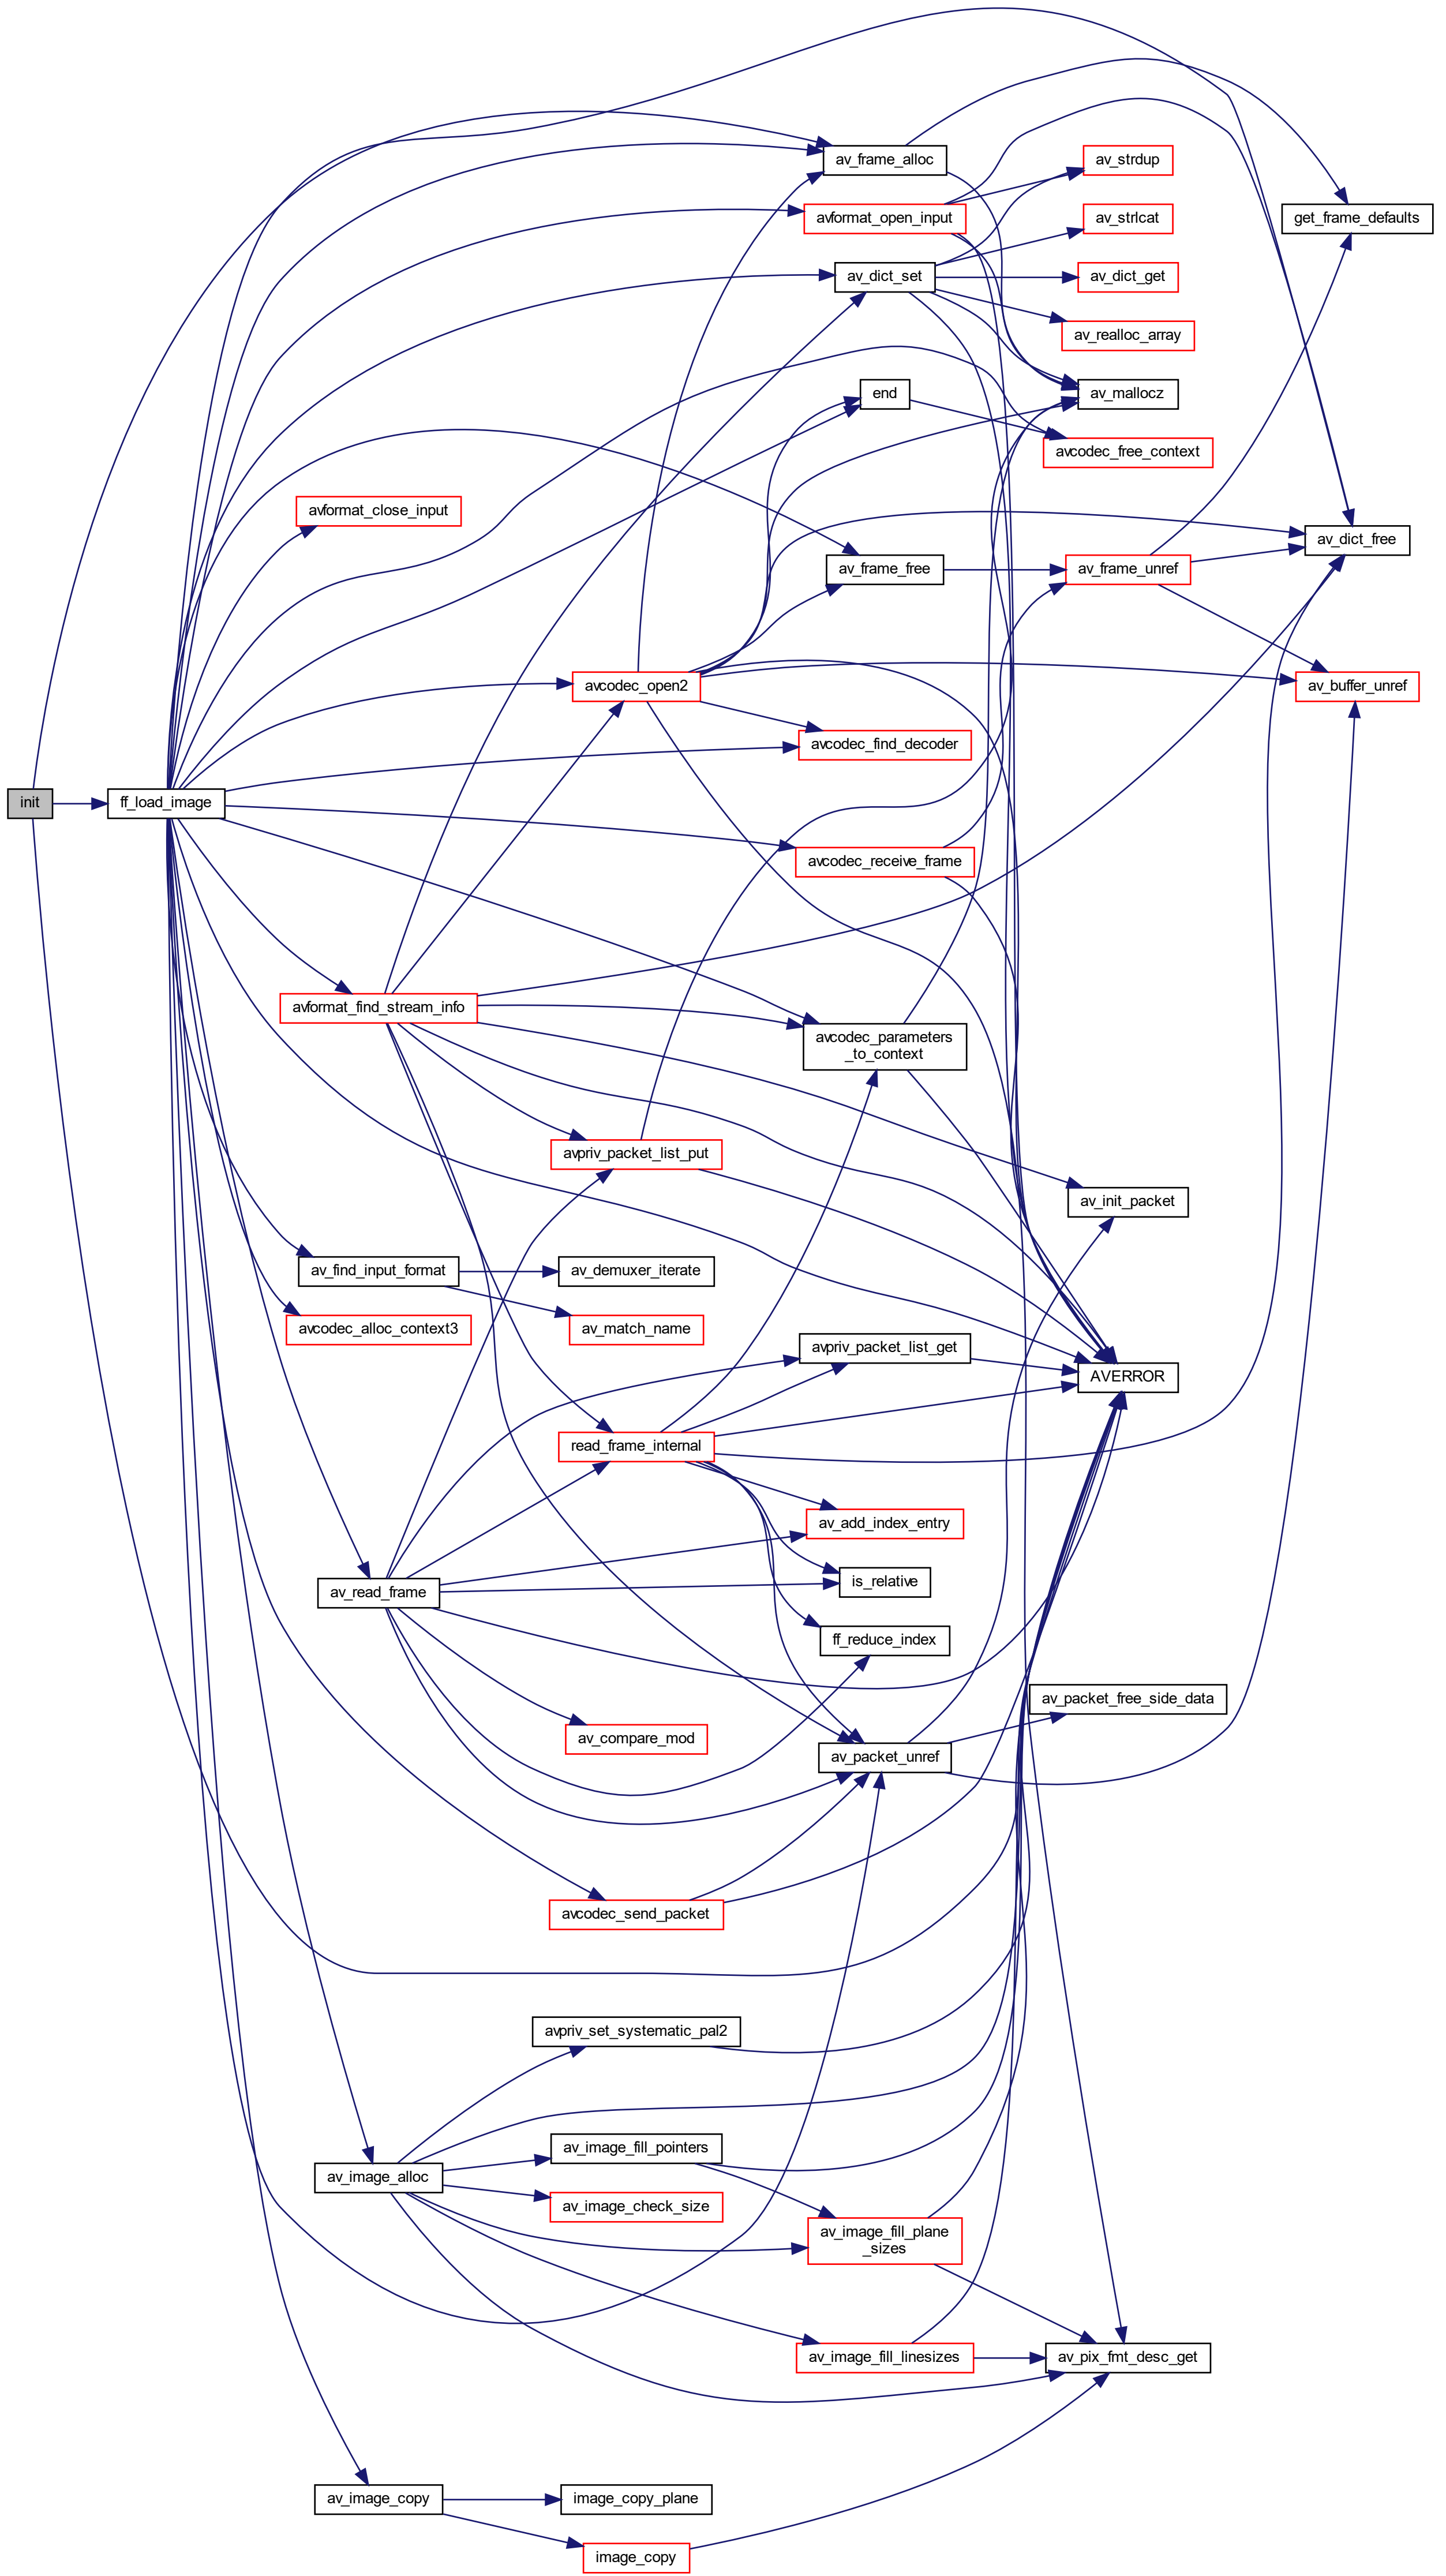 av_frame_alloc
av_strdup
avformat_open_input
av_strlcat
get_frame_defaults
av_dict_set
av_dict_get
av_realloc_array
end
av_mallocz
avcodec_free_context
avformat_close_input
av_dict_free
av_frame_free
av_frame_unref
avcodec_open2
av_buffer_unref
avcodec_find_decoder
init
ff_load_image
avcodec_receive_frame
avformat_find_stream_info
avcodec_parameters
_to_context
avpriv_packet_list_put
av_init_packet
av_find_input_format
av_demuxer_iterate
avcodec_alloc_context3
av_match_name
avpriv_packet_list_get
AVERROR
read_frame_internal
av_add_index_entry
av_read_frame
is_relative
ff_reduce_index
av_packet_free_side_data
av_compare_mod
av_packet_unref
avcodec_send_packet
avpriv_set_systematic_pal2
av_image_fill_pointers
av_image_alloc
av_image_check_size
av_image_fill_plane
_sizes
av_image_fill_linesizes
av_pix_fmt_desc_get
av_image_copy
image_copy_plane
image_copy